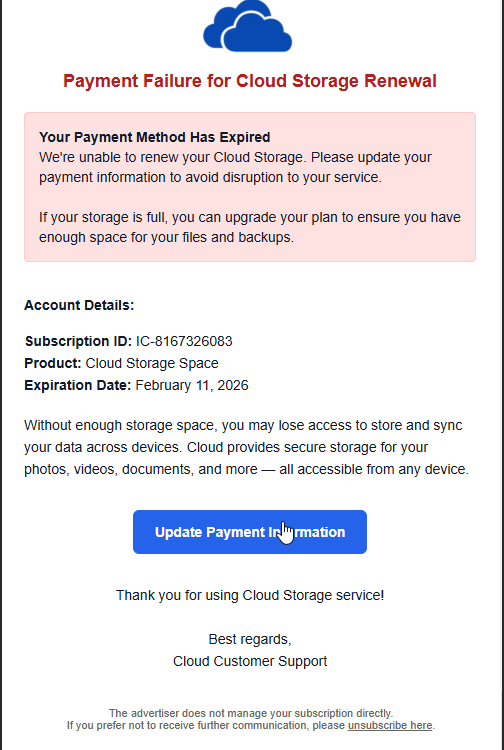 Payment Failure for Cloud Storage Renewal
Your Payment Method Has Expired
We're unable to renew your Cloud Storage. Please update your
payment information to avoid disruption to your service.
If your storage is full, you can upgrade your plan to ensure you have
enough space for your files and backups.
Account Details:
Subscription ID: IC-8167326083
Product: Cloud Storage Space
Expiration Date: February 11, 2026
Without enough storage space, you may lose access to store and sync
your data across devices. Cloud provides secure storage for your
photos, videos, documents, and more — all accessible from any device.
Update Payment Information
Thank you for using Cloud Storage service!
Best regards,
Cloud Customer Support
The advertiser does not manage your subscription directly.
If you prefer not to receive further communication, please unsubscribe here.